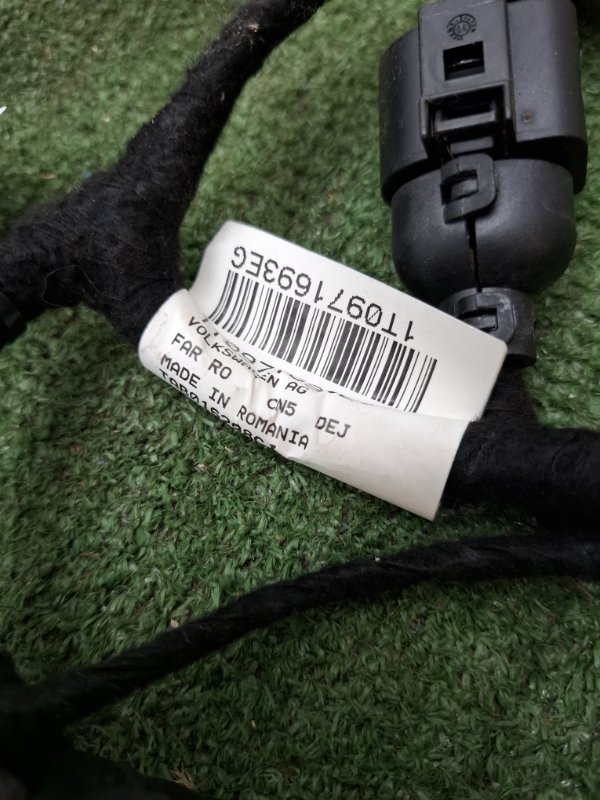 1T0971693EG
VOLKSWAGEN AG
FAR RO CN5 DEJ
MADE IN ROMANIA